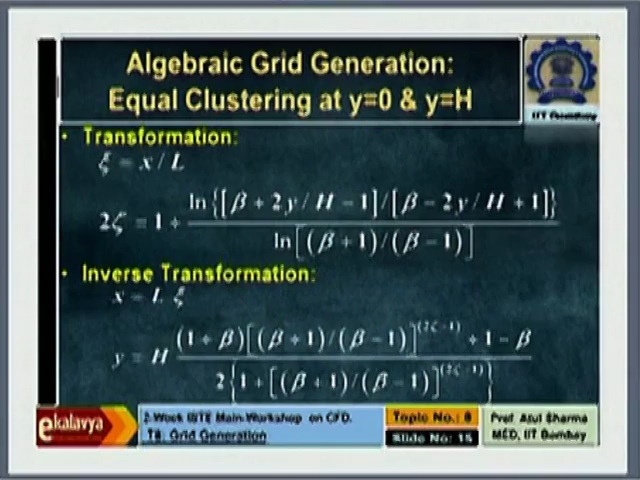 Algebraic Grid Generation:
Equal Clustering at y=0 & y=H
IIT Bombay
• Transformation:
ξ = x / L
2ζ = 1 + ln{[β + 2y / H − 1] / [β − 2y / H + 1]} / ln[(β + 1) / (β − 1)]
• Inverse Transformation:
x = L ξ
y = H (1 + β)[(β + 1) / (β − 1)]^(2ζ−1) + 1 − β / 2{1 + [(β + 1) / (β − 1)]^(2ζ−1)}
ekalavya
2-Week ISTE Main Workshop on CFD.
T8: Grid Generation
Topic No.: 8
Slide No: 15
Prof. Atul Sharma
MED, IIT Bombay